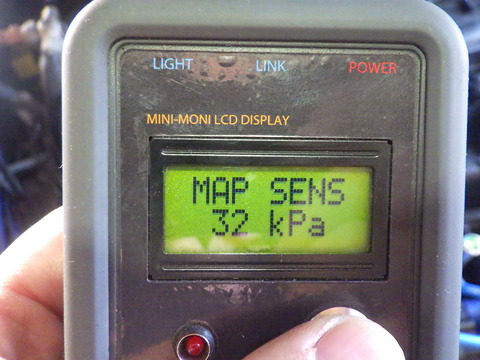 LIGHT LINK POWER
MINI-MONI LCD DISPLAY
MAP SENS
32 kPa